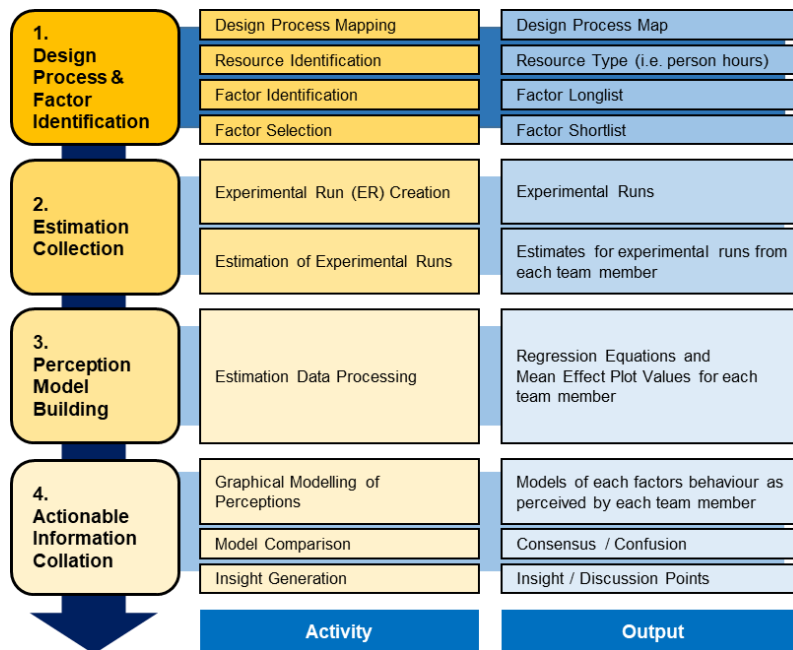 1.
Design
Process &
Factor
Identification
Design Process Mapping
Design Process Map
Resource Identification
Resource Type (i.e. person hours)
Factor Identification
Factor Longlist
Factor Selection
Factor Shortlist
2.
Estimation
Collection
Experimental Run (ER) Creation
Experimental Runs
Estimation of Experimental Runs
Estimates for experimental runs from
each team member
3.
Perception
Model
Building
Estimation Data Processing
Regression Equations and
Mean Effect Plot Values for each
team member
4.
Actionable
Information
Collation
Graphical Modelling of
Perceptions
Models of each factors behaviour as
perceived by each team member
Model Comparison
Consensus / Confusion
Insight Generation
Insight / Discussion Points
Activity
Output